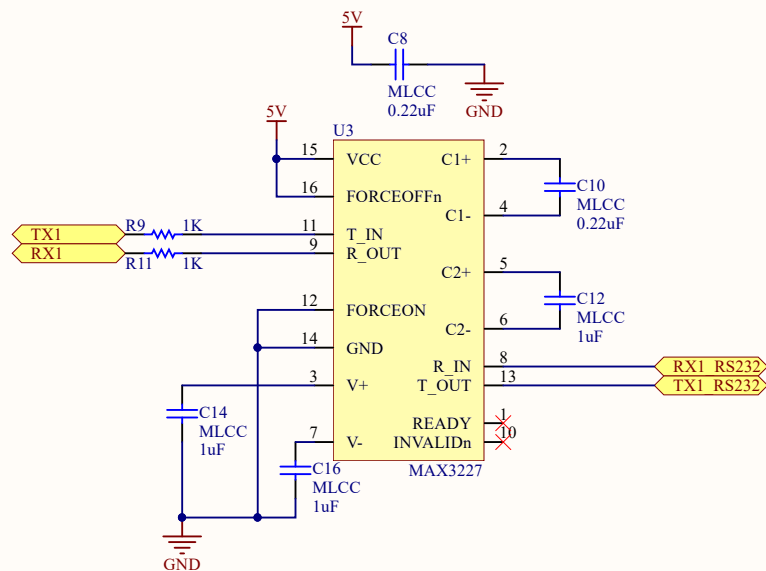 5V
C8
MLCC
0.22uF
GND
5V
U3
15
VCC
C1+
2
16
FORCEOFFn
C1-
4
C10
MLCC
0.22uF
TX1
R9
1K
11
T_IN
RX1
R11
1K
9
R_OUT
C2+
5
12
FORCEON
C2-
6
C12
MLCC
1uF
14
GND
R_IN
8
RX1_RS232
3
V+
T_OUT
13
TX1_RS232
C14
MLCC
1uF
READY
1
7
V-
INVALIDn
10
MAX3227
C16
MLCC
1uF
GND